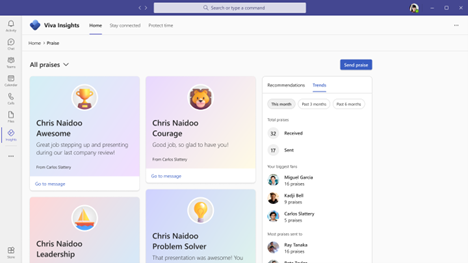 Search or type a command
Activity
Chat
Teams
Calendar
Calls
Files
Insights
Store
Viva Insights
Home
Stay connected
Protect time
Home > Praise
All praises
Send praise
Chris Naidoo
Awesome
Great job stepping up and presenting
during our last company review!
From Carlos Slattery
Go to message
Chris Naidoo
Courage
Good job, so glad to have you!
From Carlos Slattery
Go to message
Chris Naidoo
Leadership
Chris Naidoo
Problem Solver
That presentation was awesome! You
Recommendations
Trends
This month
Past 3 months
Past 6 months
Total praises
32 Received
17 Sent
Your biggest fans
Miguel Garcia
16 praises
Kadji Bell
9 praises
Carlos Slattery
5 praises
Most praises sent to
Ray Tanaka
16 praises